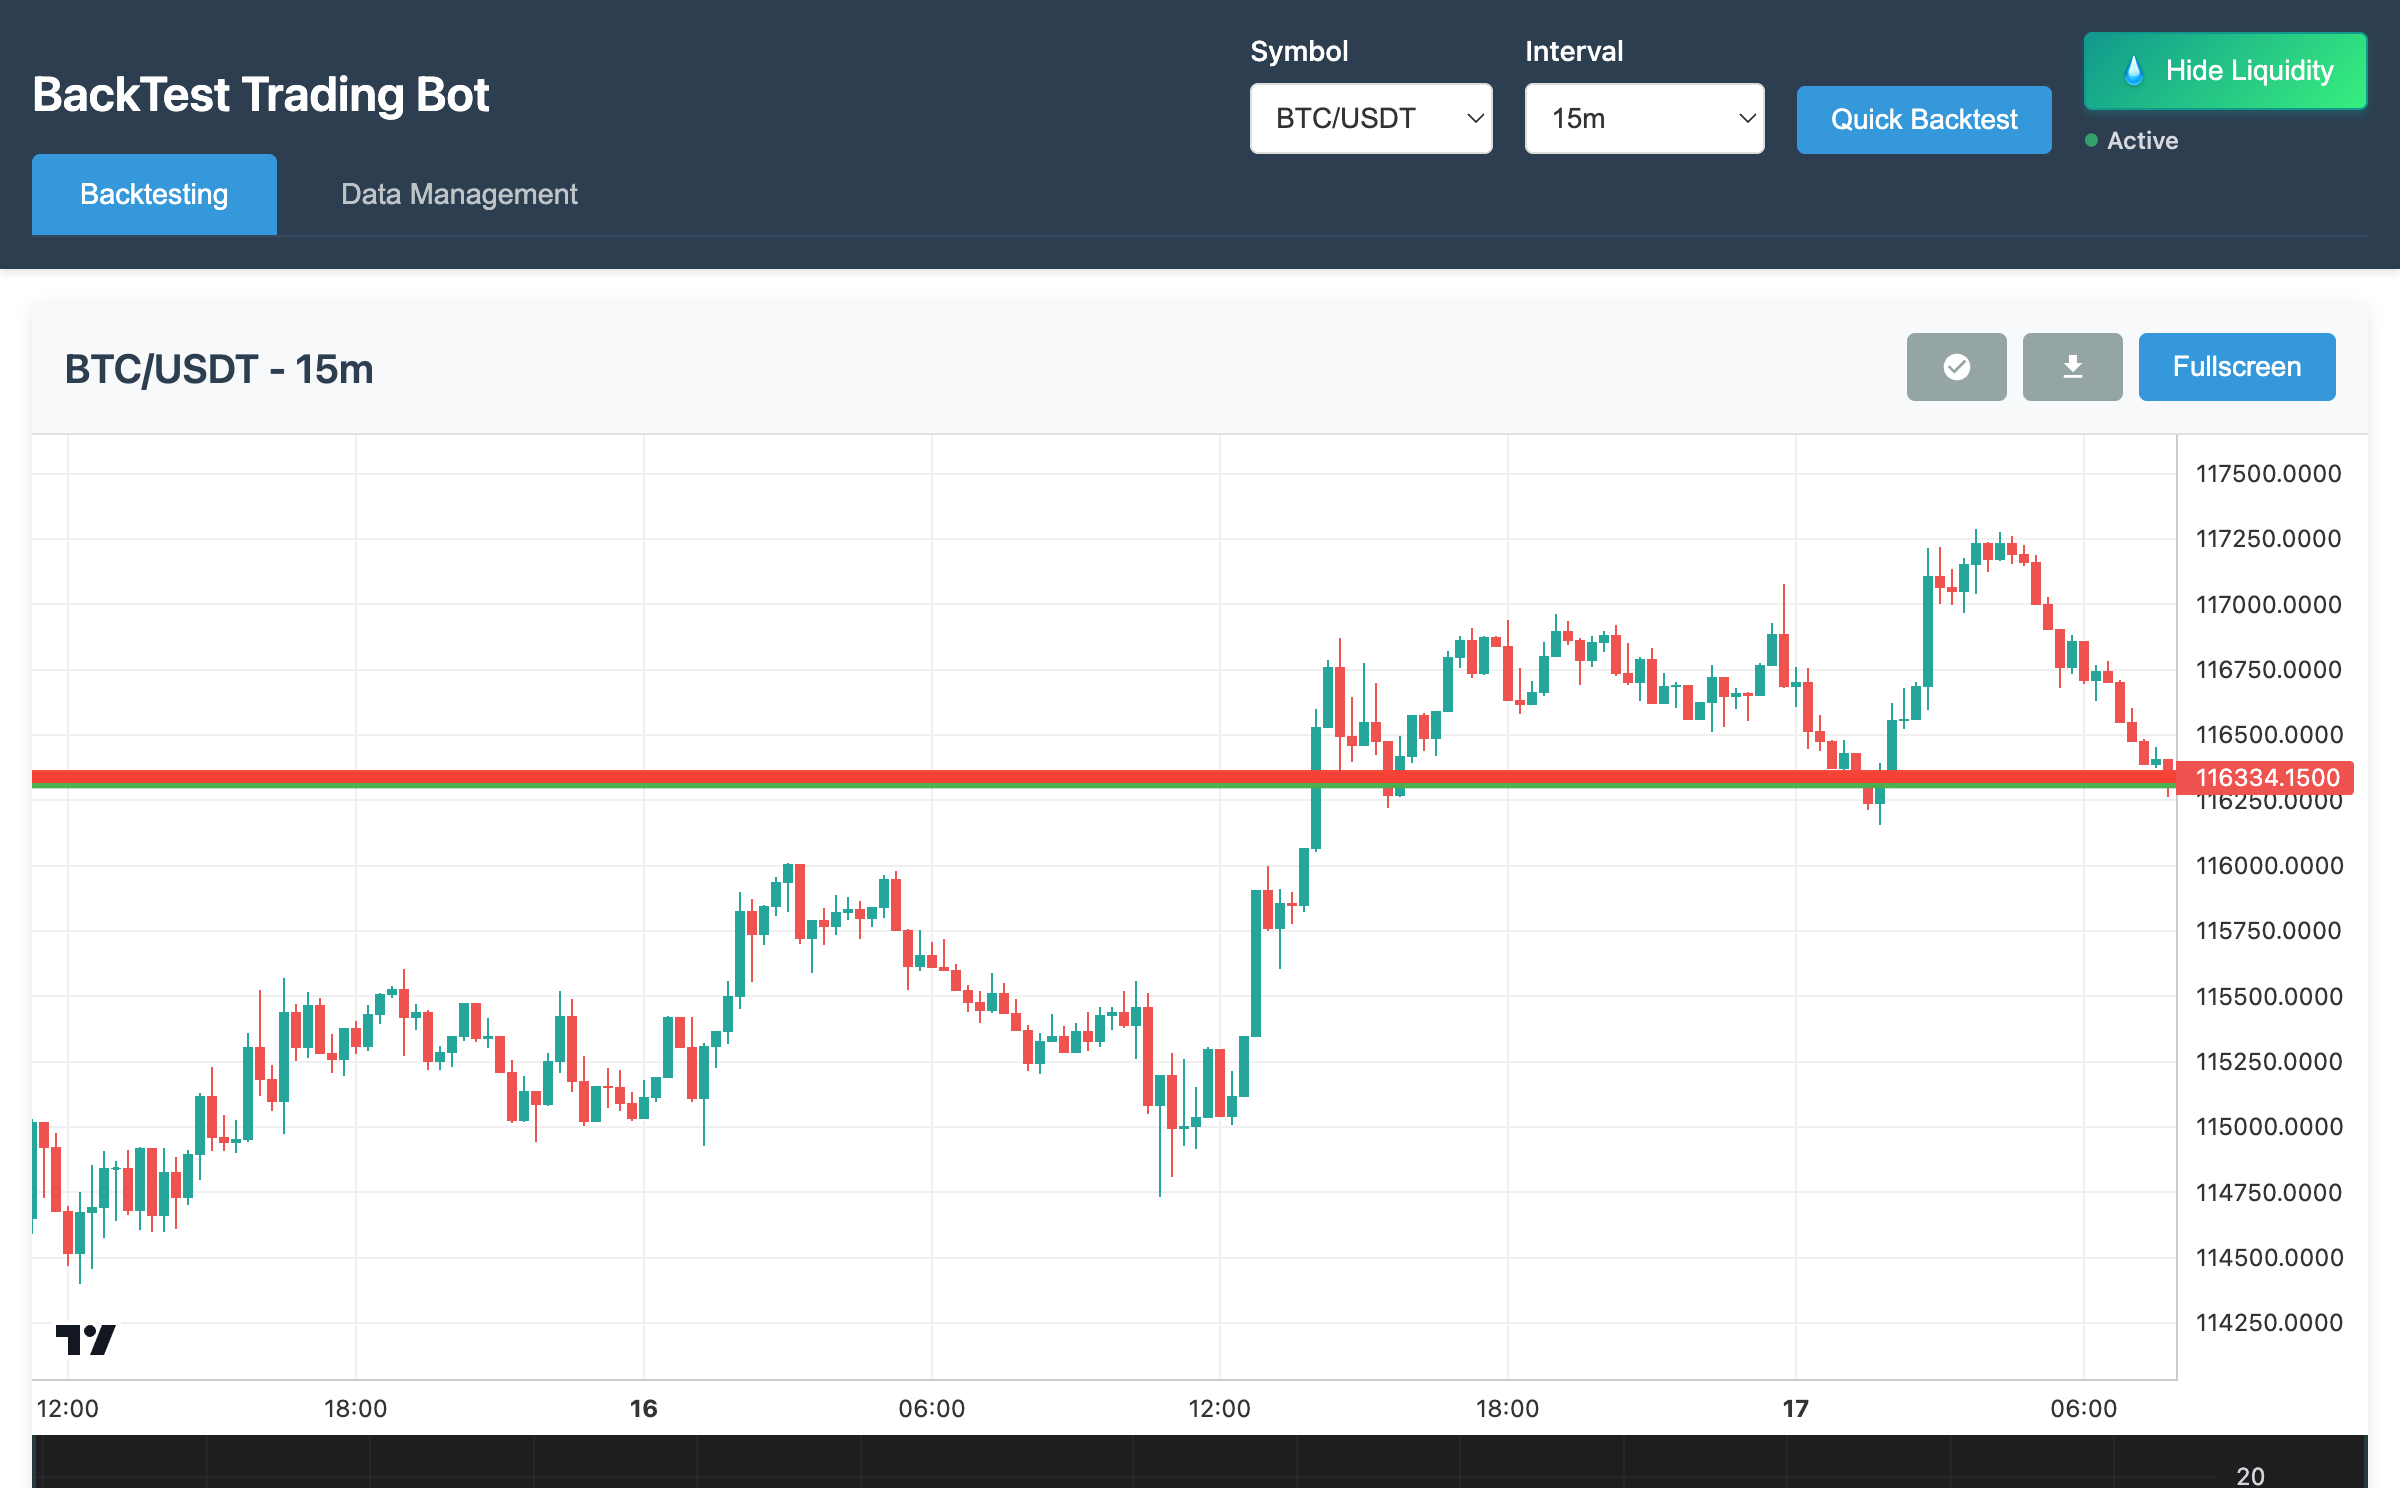 BackTest Trading Bot
Symbol
Interval
BTC/USDT
15m
Quick Backtest
Hide Liquidity
Active
Backtesting
Data Management
BTC/USDT - 15m
Fullscreen
117500.0000
117250.0000
117000.0000
116750.0000
116500.0000
116334.1500
116250.0000
116000.0000
115750.0000
115500.0000
115250.0000
115000.0000
114750.0000
114500.0000
114250.0000
12:00 18:00 16 06:00 12:00 18:00 17 06:00
20